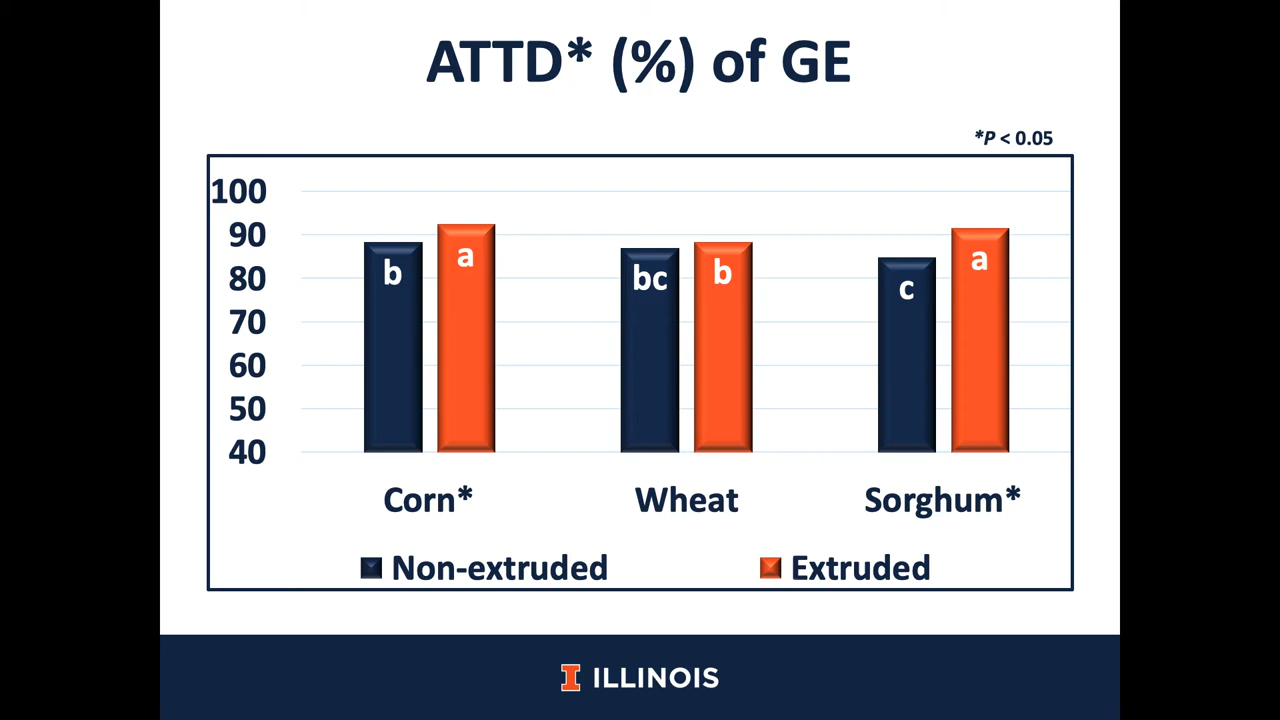 ATTD* (%) of GE
*P < 0.05
100
90
80
70
60
50
40
b
a
bc
b
c
a
Corn*
Wheat
Sorghum*
Non-extruded
Extruded
I ILLINOIS